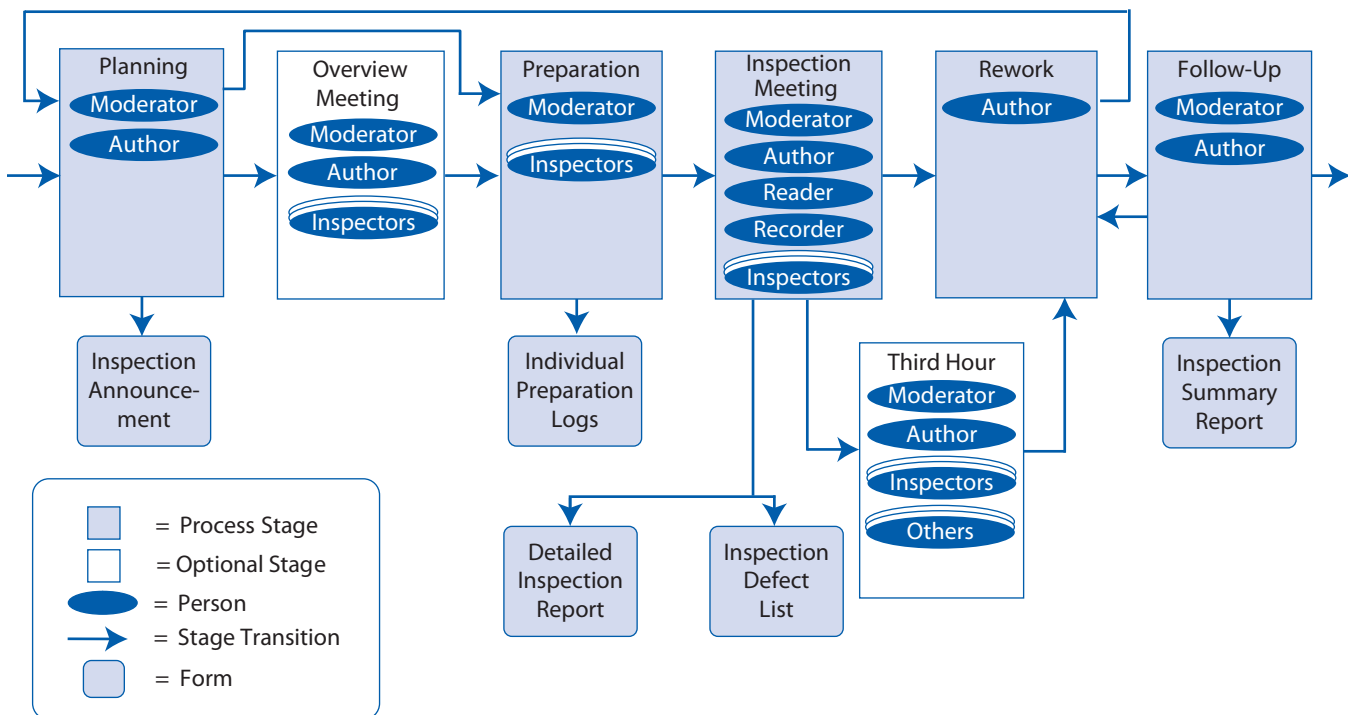 Planning
Moderator
Author
Overview
Meeting
Moderator
Author
Inspectors
Preparation
Moderator
Inspectors
Inspection
Meeting
Moderator
Author
Reader
Recorder
Inspectors
Rework
Author
Follow-Up
Moderator
Author
Inspection
Announce-
ment
Individual
Preparation
Logs
Third Hour
Moderator
Author
Inspectors
Others
Inspection
Summary
Report
Detailed
Inspection
Report
Inspection
Defect
List
= Process Stage
= Optional Stage
= Person
= Stage Transition
= Form